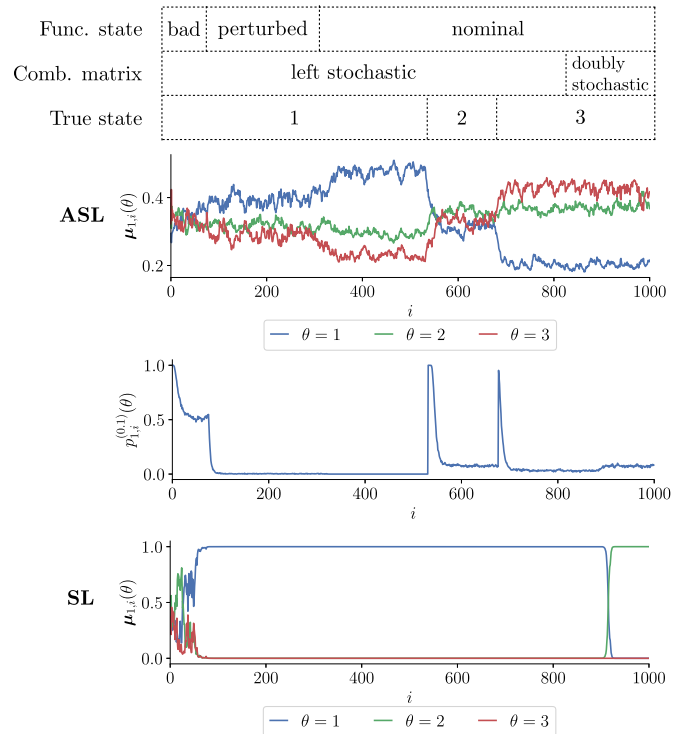 Func. state bad perturbed nominal
Comb. matrix left stochastic doubly stochastic
True state 1 2 3
ASL
μ1,i(θ)
0.4
0.2
0 200 400 600 800 1000
i
θ = 1 θ = 2 θ = 3
p1,i(0.1)(θ)
1.0
0.5
0.0
0 200 400 600 800 1000
i
SL
μ1,i(θ)
1.0
0.5
0.0
0 200 400 600 800 1000
i
θ = 1 θ = 2 θ = 3